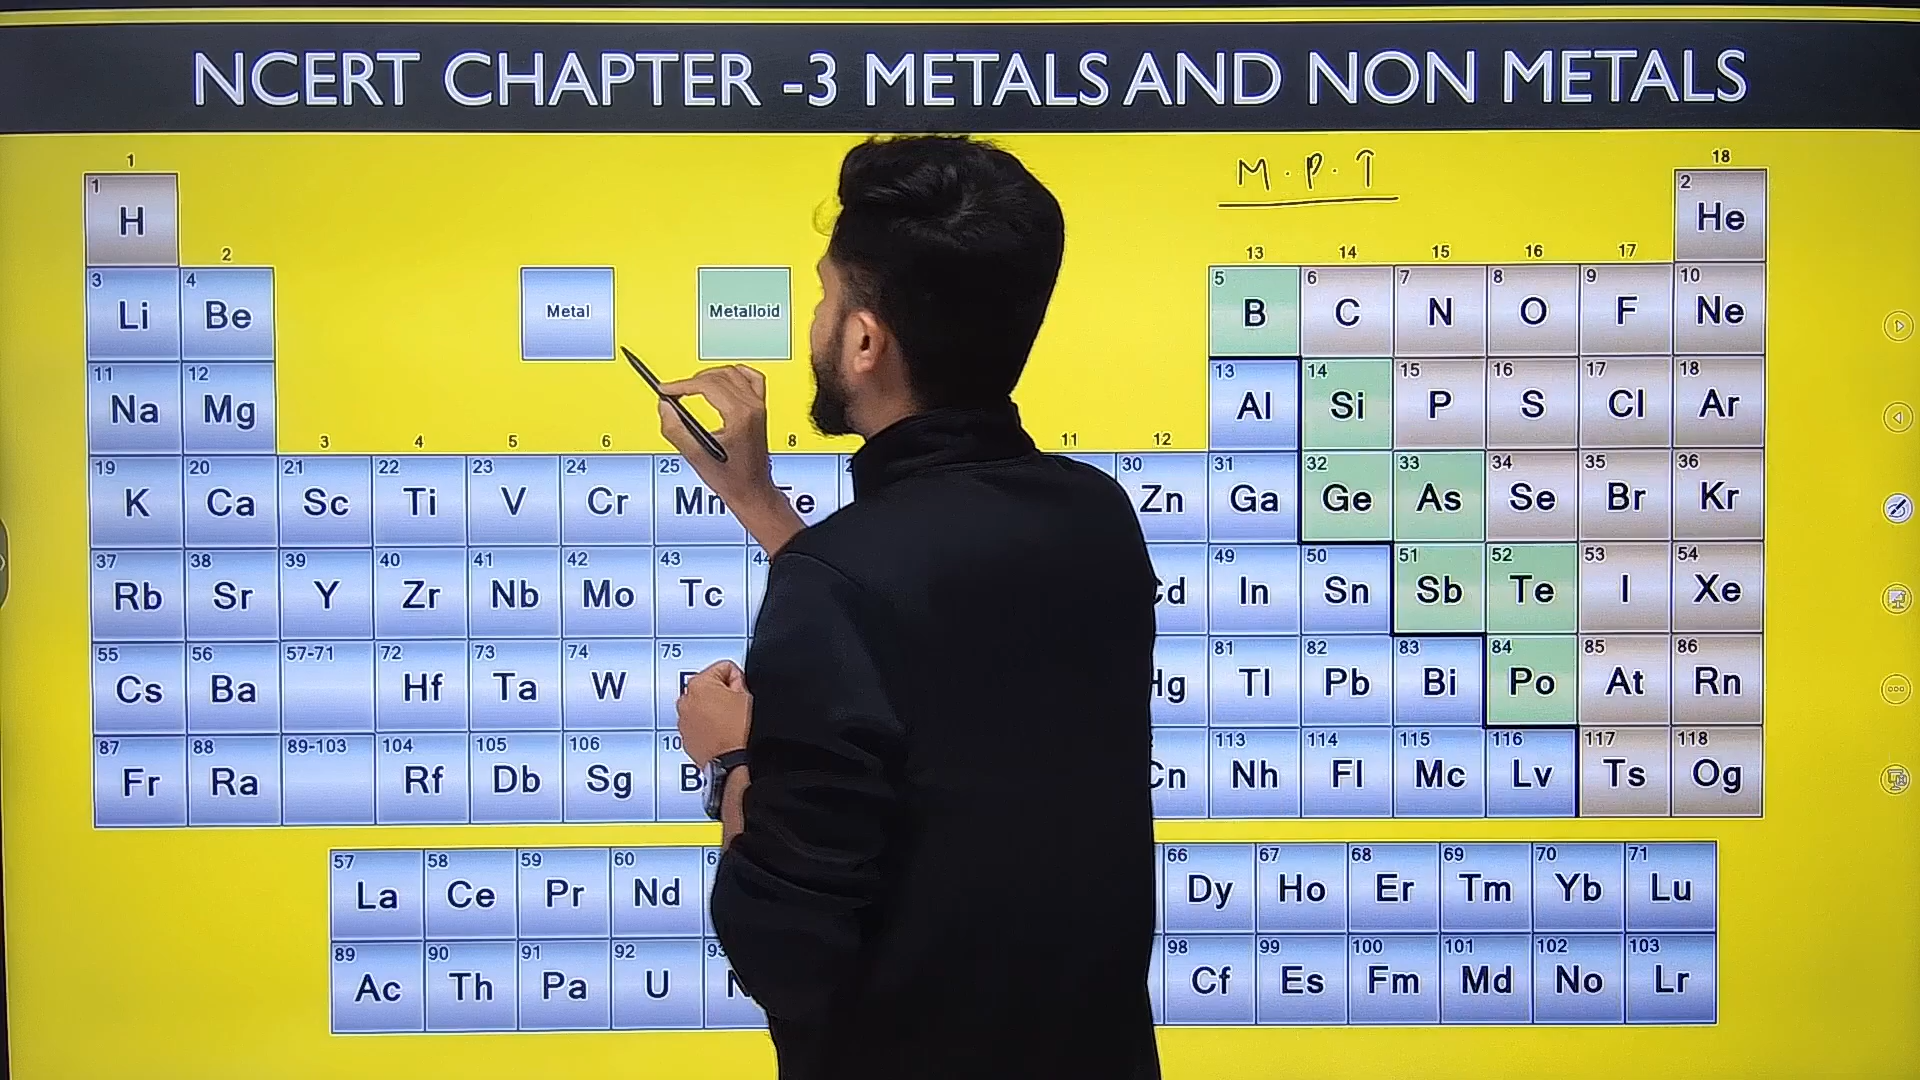 NCERT CHAPTER -3 METALS AND NON METALS
M.P.↑
1 18
1 2
H He
2 13 14 15 16 17
3 4 5 6 7 8 9 10
Li Be Metal Metalloid B C N O F Ne
11 12 13 14 15 16 17 18
Na Mg Al Si P S Cl Ar
3 4 5 6 8 11 12
19 20 21 22 23 24 25 30 31 32 33 34 35 36
K Ca Sc Ti V Cr Mn Fe Zn Ga Ge As Se Br Kr
37 38 39 40 41 42 43 44 49 50 51 52 53 54
Rb Sr Y Zr Nb Mo Tc Cd In Sn Sb Te I Xe
55 56 57-71 72 73 74 75 81 82 83 84 85 86
Cs Ba Hf Ta W Hg Tl Pb Bi Po At Rn
87 88 89-103 104 105 106 113 114 115 116 117 118
Fr Ra Rf Db Sg Cn Nh Fl Mc Lv Ts Og
57 58 59 60 66 67 68 69 70 71
La Ce Pr Nd Dy Ho Er Tm Yb Lu
89 90 91 92 93 98 99 100 101 102 103
Ac Th Pa U Cf Es Fm Md No Lr